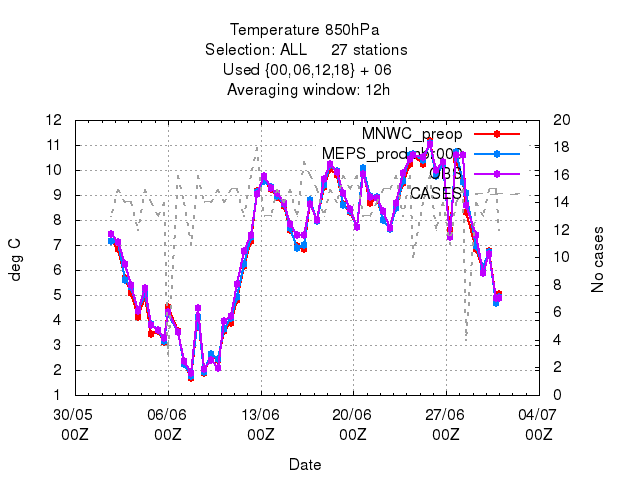 Temperature 850hPa
Selection: ALL 27 stations
Used {00,06,12,18} + 06
Averaging window: 12h
12 20
MNWC_preop
11 18
MEPS_prod
10 16
OBS
CASES
9 14
8 12
7 10
6 8
5 6
4
3 4
2 2
1 0
deg C
No cases
30/05 06/06 13/06 20/06 27/06 04/07
00Z 00Z 00Z 00Z 00Z 00Z
Date